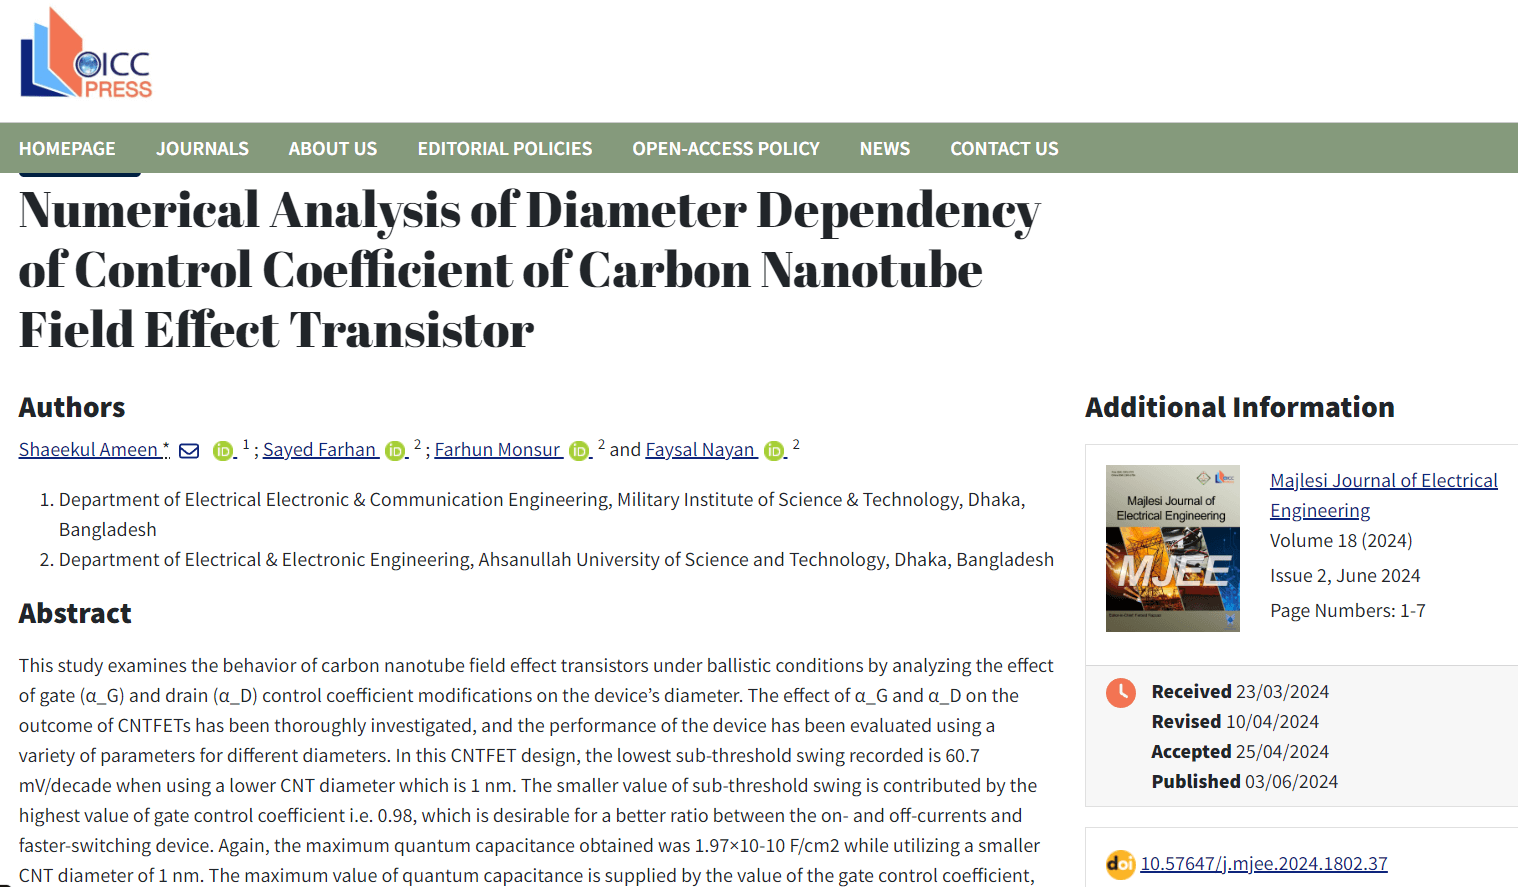 OICC
PRESS
HOMEPAGE JOURNALS ABOUT US EDITORIAL POLICIES OPEN-ACCESS POLICY NEWS CONTACT US
Numerical Analysis of Diameter Dependency
of Control Coefficient of Carbon Nanotube
Field Effect Transistor
Authors
Shaeekul Ameen * iD 1 ; Sayed Farhan iD 2 ; Farhun Monsur iD 2 and Faysal Nayan iD 2
1. Department of Electrical Electronic & Communication Engineering, Military Institute of Science & Technology, Dhaka,
Bangladesh
2. Department of Electrical & Electronic Engineering, Ahsanullah University of Science and Technology, Dhaka, Bangladesh
Abstract
This study examines the behavior of carbon nanotube field effect transistors under ballistic conditions by analyzing the effect
of gate (α_G) and drain (α_D) control coefficient modifications on the device’s diameter. The effect of α_G and α_D on the
outcome of CNTFETs has been thoroughly investigated, and the performance of the device has been evaluated using a
variety of parameters for different diameters. In this CNTFET design, the lowest sub-threshold swing recorded is 60.7
mV/decade when using a lower CNT diameter which is 1 nm. The smaller value of sub-threshold swing is contributed by the
highest value of gate control coefficient i.e. 0.98, which is desirable for a better ratio between the on- and off-currents and
faster-switching device. Again, the maximum quantum capacitance obtained was 1.97×10-10 F/cm2 while utilizing a smaller
CNT diameter of 1 nm. The maximum value of quantum capacitance is supplied by the value of the gate control coefficient,
Additional Information
Majlesi Journal of
Electrical Engineering
MJEE
Majlesi Journal of Electrical
Engineering
Volume 18 (2024)
Issue 2, June 2024
Page Numbers: 1-7
Received 23/03/2024
Revised 10/04/2024
Accepted 25/04/2024
Published 03/06/2024
doi 10.57647/j.mjee.2024.1802.37